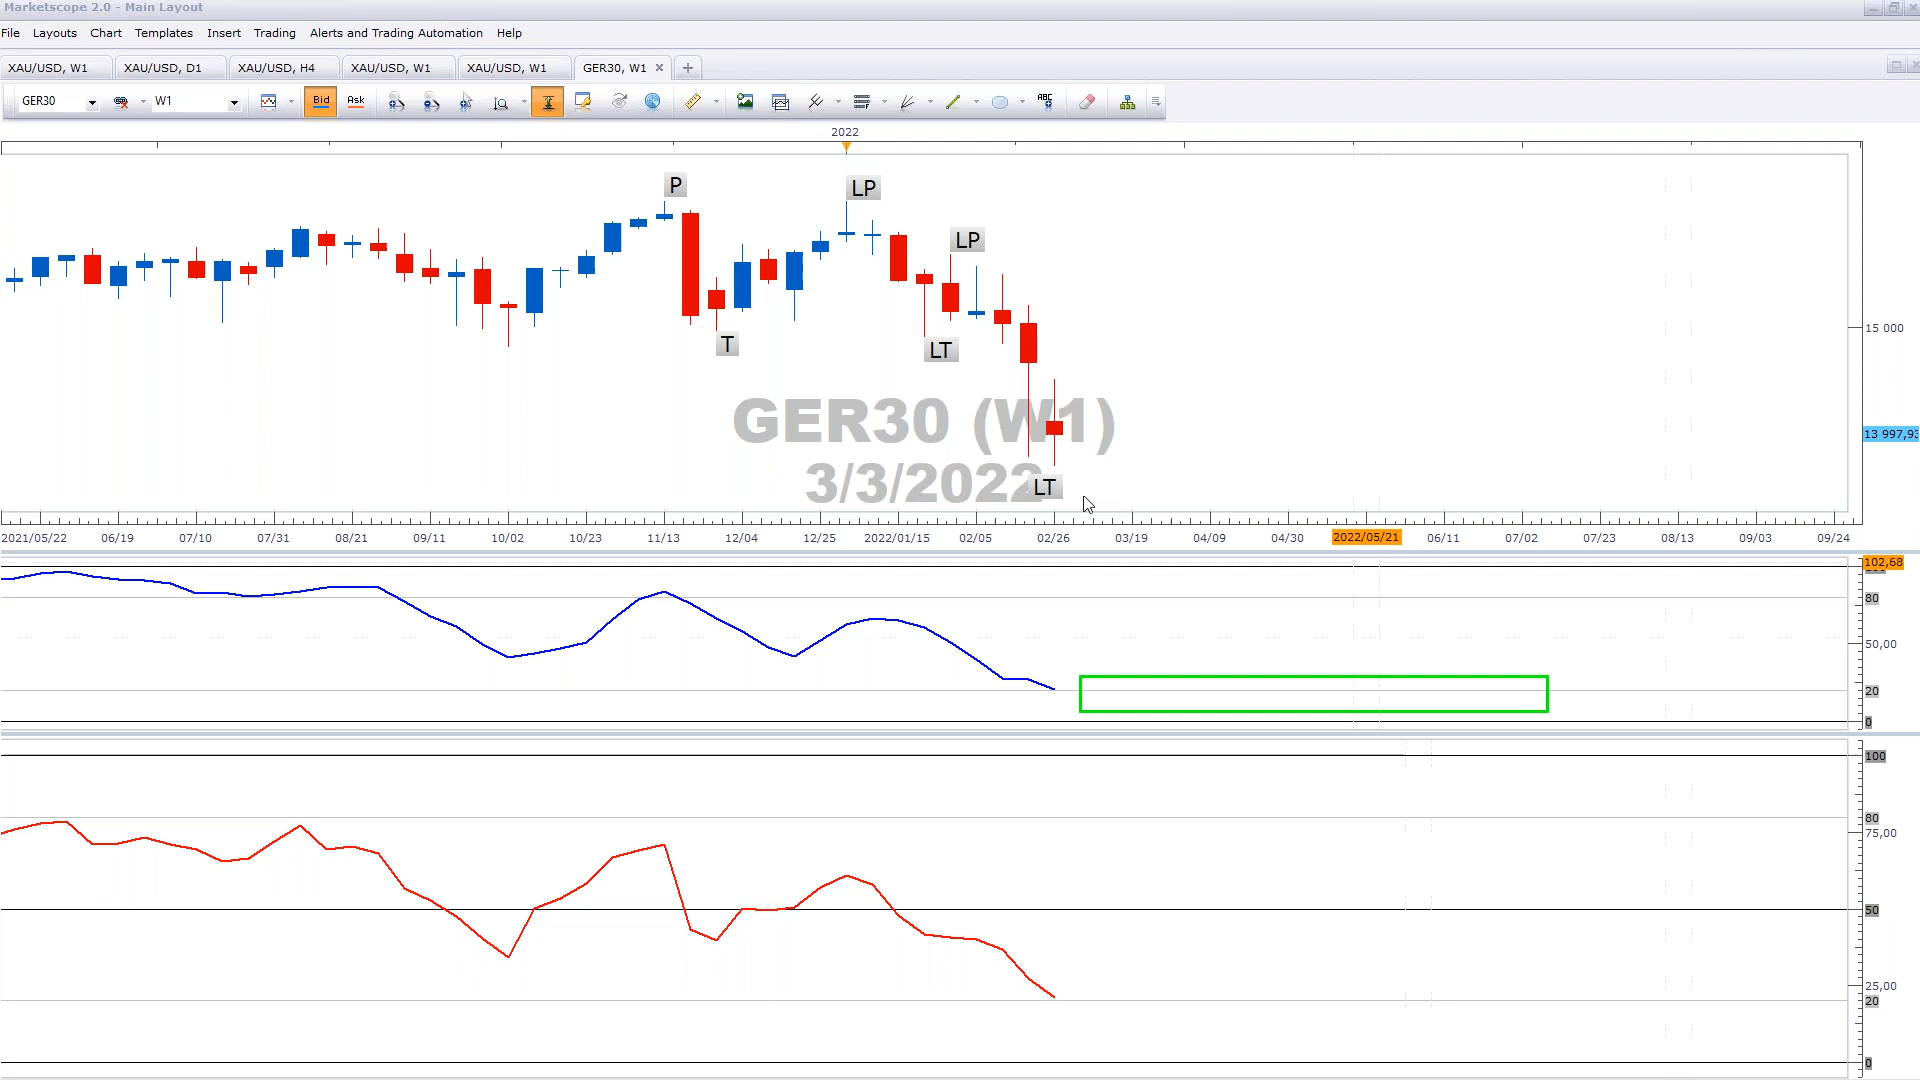 Marketscope 2.0 - Main Layout
File Layouts Chart Templates Insert Trading Alerts and Trading Automation Help
XAU/USD, W1 XAU/USD, D1 XAU/USD, H4 XAU/USD, W1 XAU/USD, W1 GER30, W1
GER30 W1 Bid Ask ABC
2022
P LP
LP
15 000
T LT
GER30 (W1)
13 997,93
3/3/2022
LT
2021/05/22 06/19 07/10 07/31 08/21 09/11 10/02 10/23 11/13 12/04 12/25 2022/01/15 02/05 02/26 03/19 04/09 04/30 2022/05/21 06/11 07/02 07/23 08/13 09/03 09/24
102,68
80
50,00
20
0
100
80
75,00
50
25,00
20
0